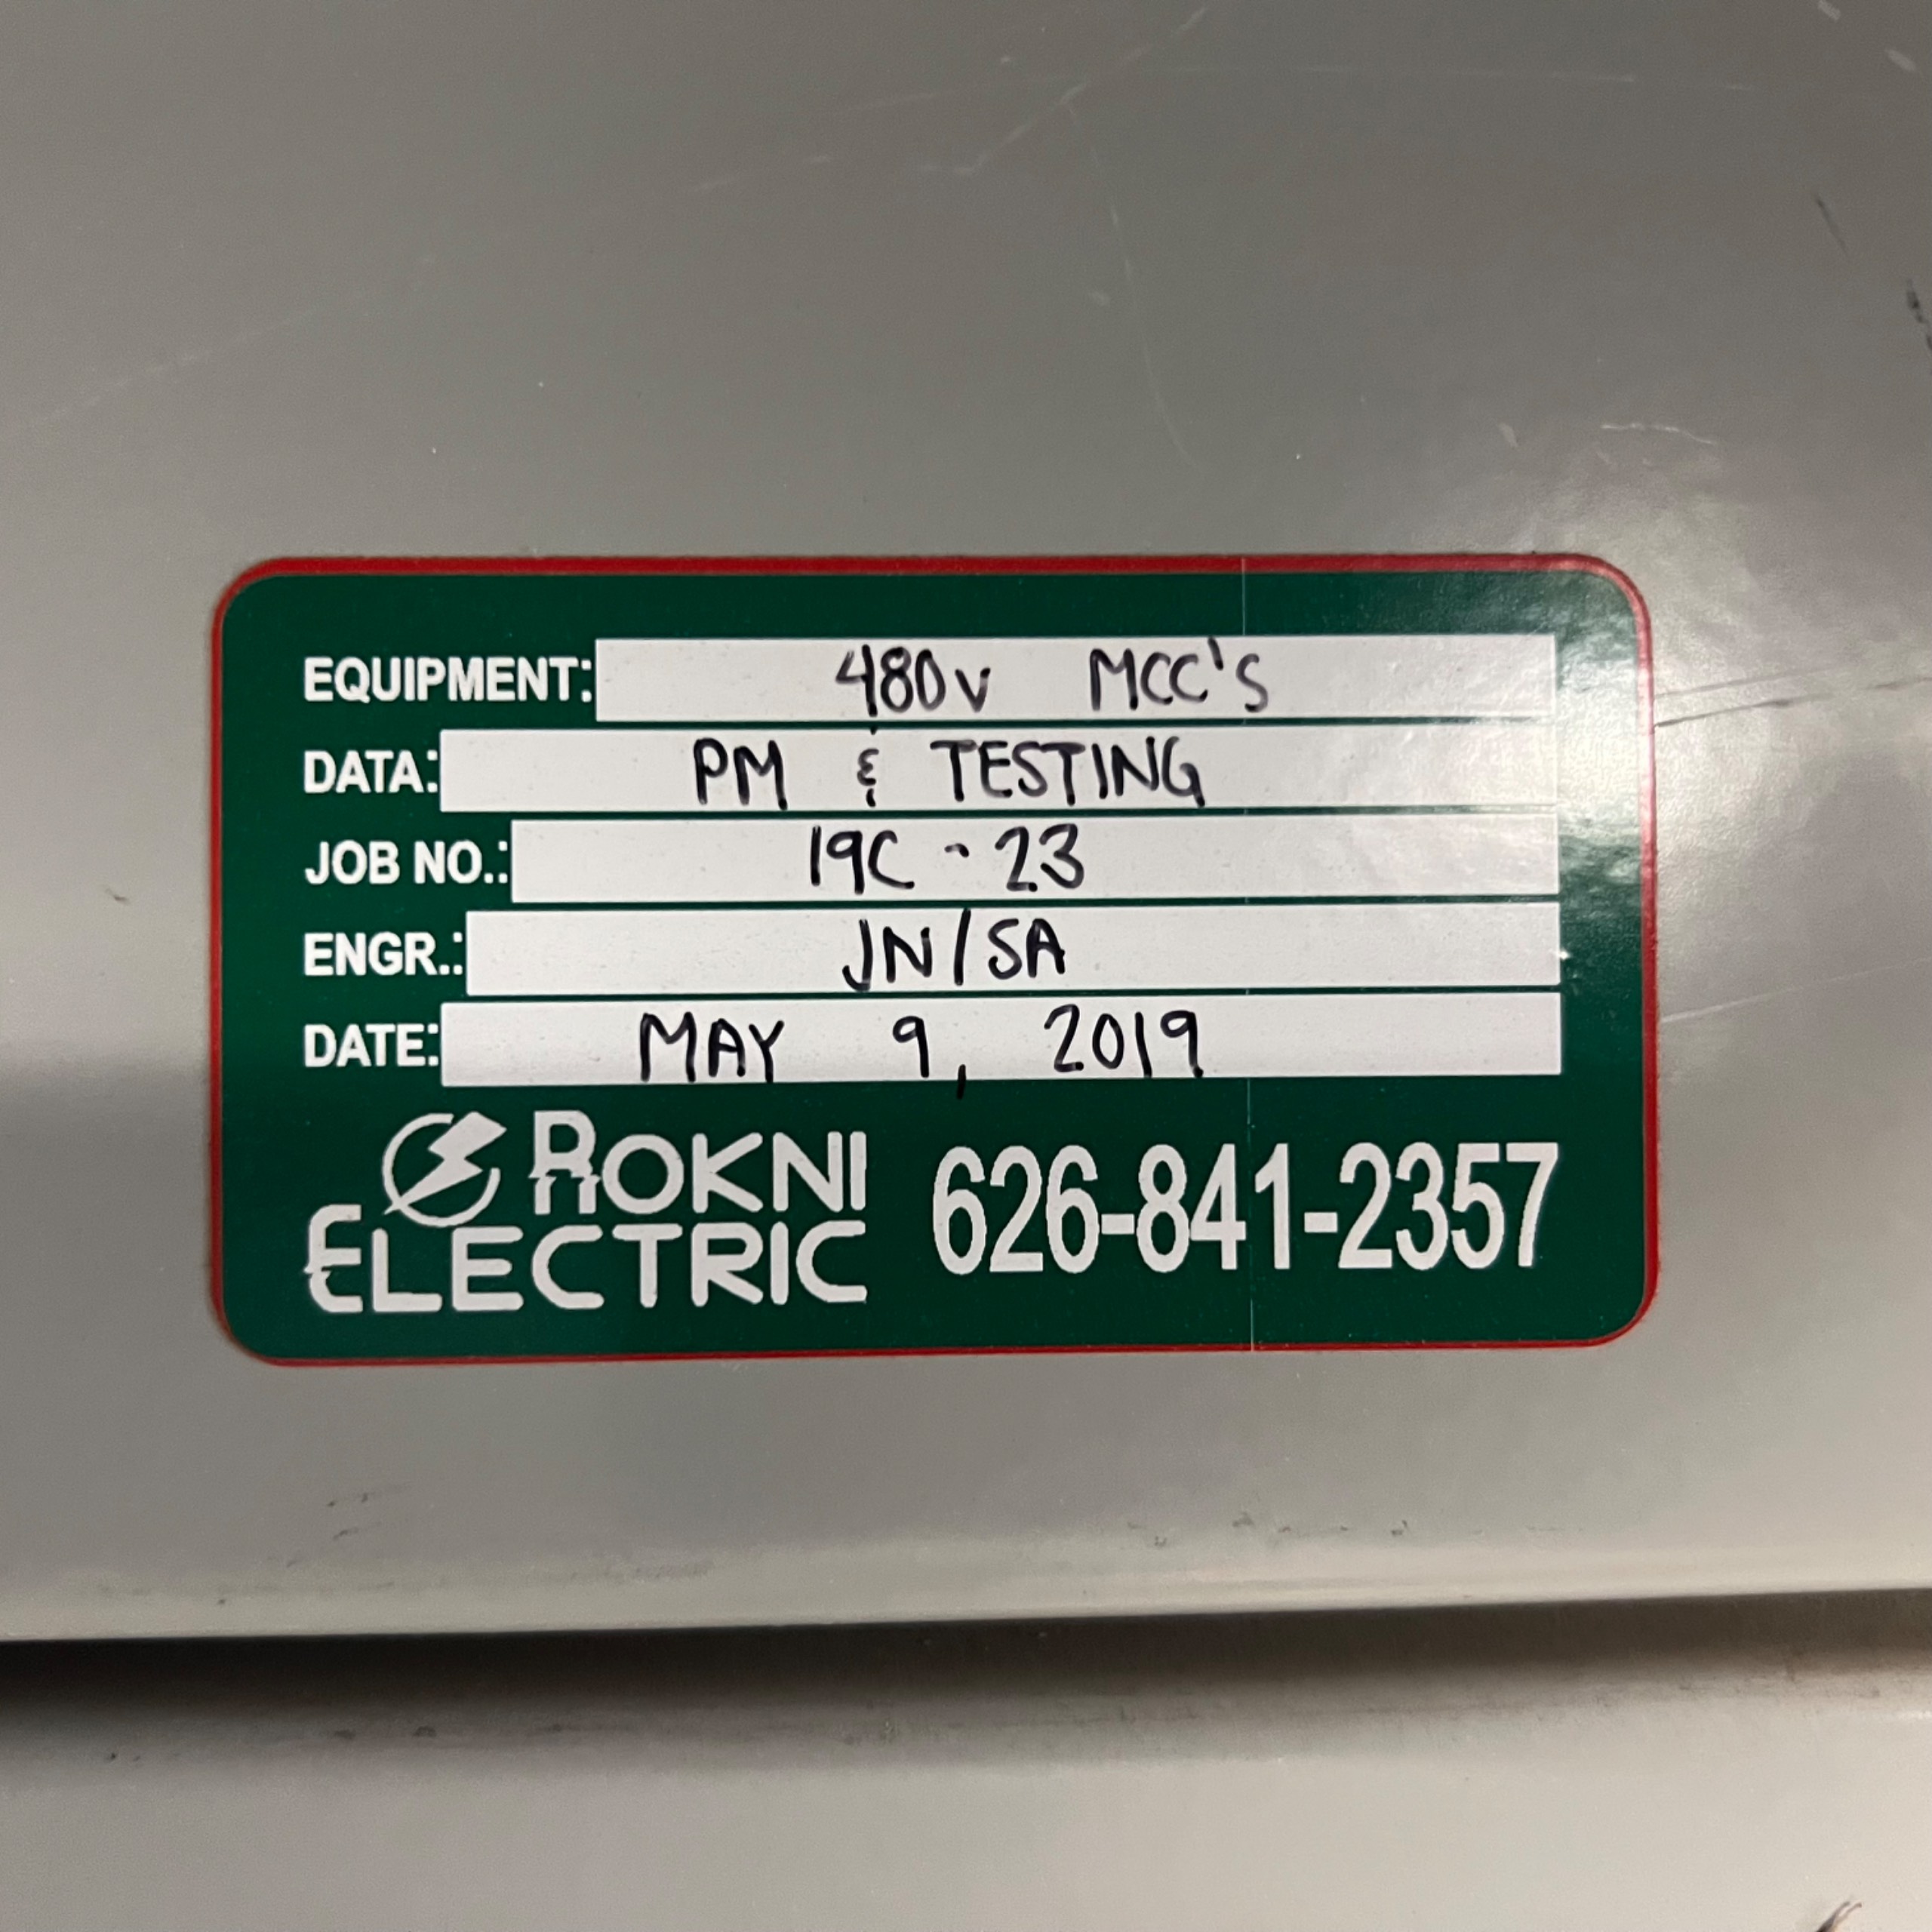 EQUIPMENT: 480V MCC'S
DATA: PM & TESTING
JOB NO.: 19C - 23
ENGR.: JN/SA
DATE: MAY 9, 2019
ROKNI
ELECTRIC 626-841-2357